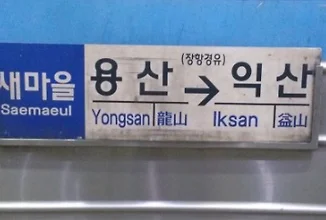 새마을
Saemaeul
(장항경유)
용산 → 익산
Yongsan 龍山 Iksan 益山